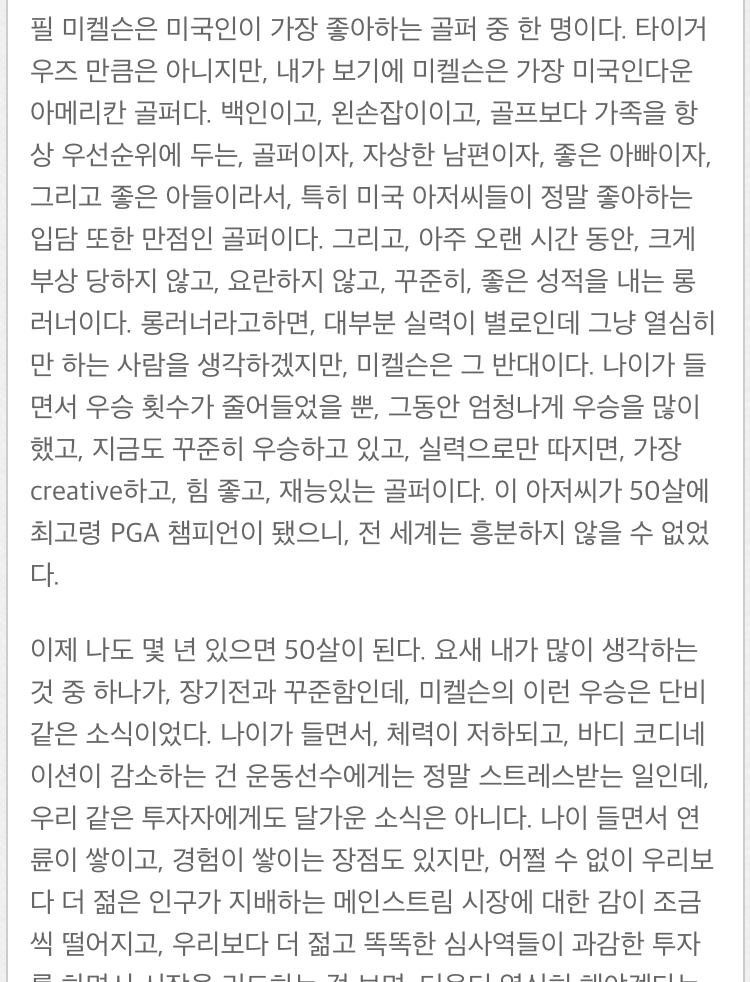 필 미켈슨은 미국인이 가장 좋아하는 골퍼 중 한 명이다. 타이거
우즈 만큼은 아니지만, 내가 보기에 미켈슨은 가장 미국인다운
아메리칸 골퍼다. 백인이고, 왼손잡이이고, 골프보다 가족을 항
상 우선순위에 두는, 골퍼이자, 자상한 남편이자, 좋은 아빠이자,
그리고 좋은 아들이라서, 특히 미국 아저씨들이 정말 좋아하는
입담 또한 만점인 골퍼이다. 그리고, 아주 오랜 시간 동안, 크게
부상 당하지 않고, 요란하지 않고, 꾸준히, 좋은 성적을 내는 롱
러너이다. 롱러너라고하면, 대부분 실력이 별로인데 그냥 열심히
만 하는 사람을 생각하겠지만, 미켈슨은 그 반대이다. 나이가 들
면서 우승 횟수가 줄어들었을 뿐, 그동안 엄청나게 우승을 많이
했고, 지금도 꾸준히 우승하고 있고, 실력으로만 따지면, 가장
creative하고, 힘 좋고, 재능있는 골퍼이다. 이 아저씨가 50살에
최고령 PGA 챔피언이 됐으니, 전 세계는 흥분하지 않을 수 없었
다.
이제 나도 몇 년 있으면 50살이 된다. 요새 내가 많이 생각하는
것 중 하나가, 장기전과 꾸준함인데, 미켈슨의 이런 우승은 단비
같은 소식이었다. 나이가 들면서, 체력이 저하되고, 바디 코디네
이션이 감소하는 건 운동선수에게는 정말 스트레스받는 일인데,
우리 같은 투자자에게도 달가운 소식은 아니다. 나이 들면서 연
륜이 쌓이고, 경험이 쌓이는 장점도 있지만, 어쩔 수 없이 우리보
다 더 젊은 인구가 지배하는 메인스트림 시장에 대한 감이 조금
씩 떨어지고, 우리보다 더 젊고 똑똑한 심사역들이 과감한 투자